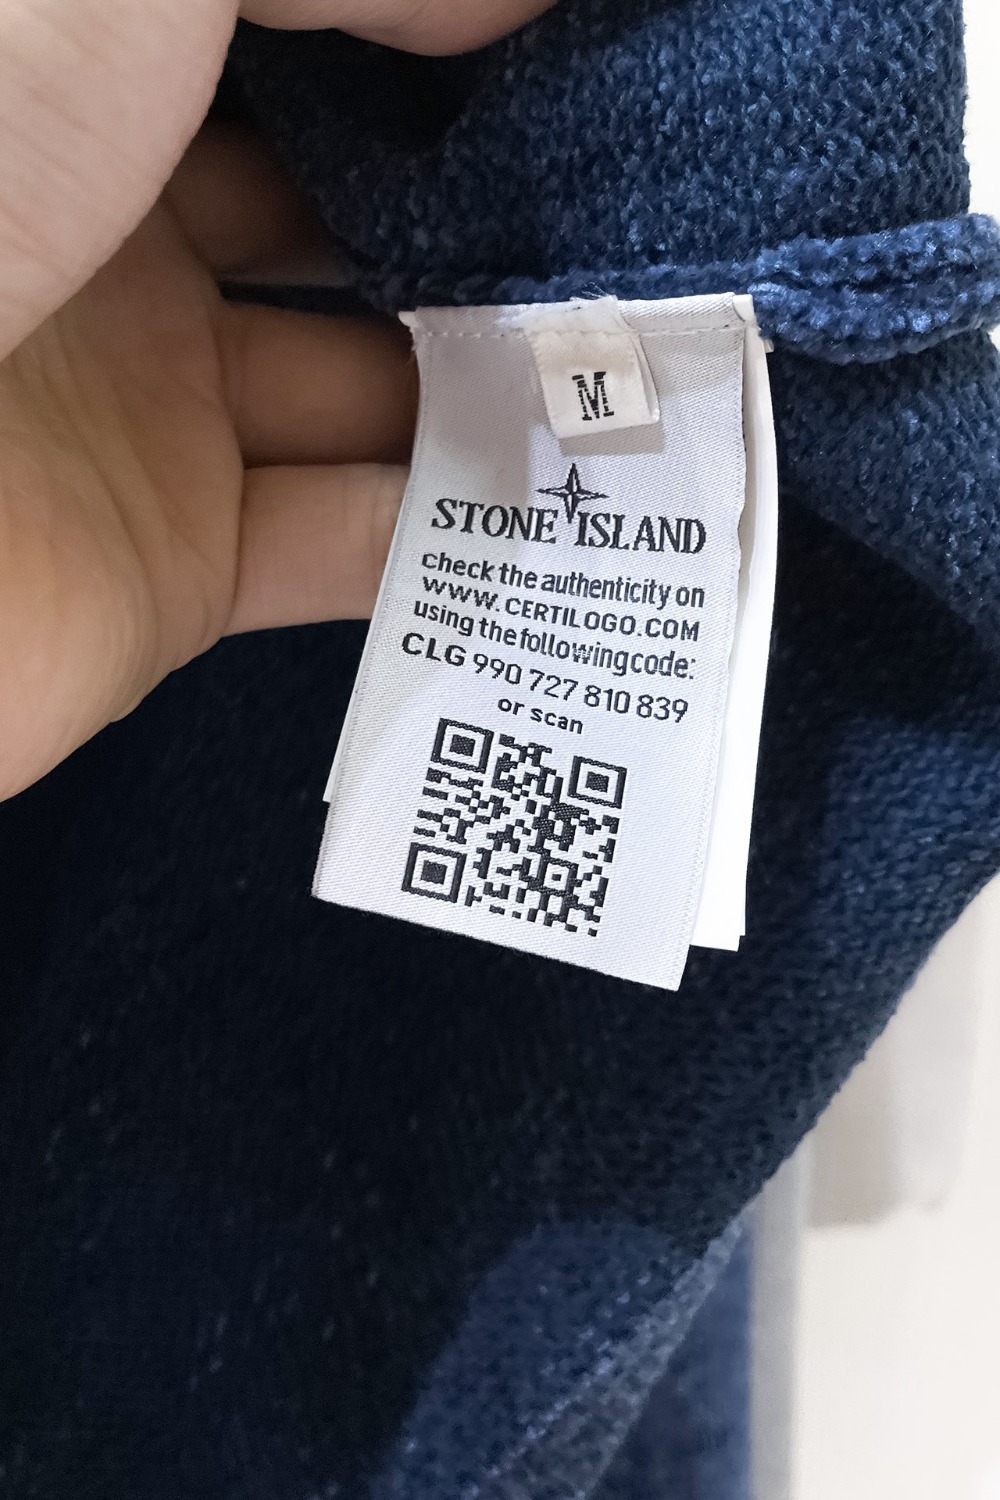 M
STONE ISLAND
check the authenticity on
WWW.CERTILOGO.COM
using the following code:
CLG 990 727 810 839
or scan